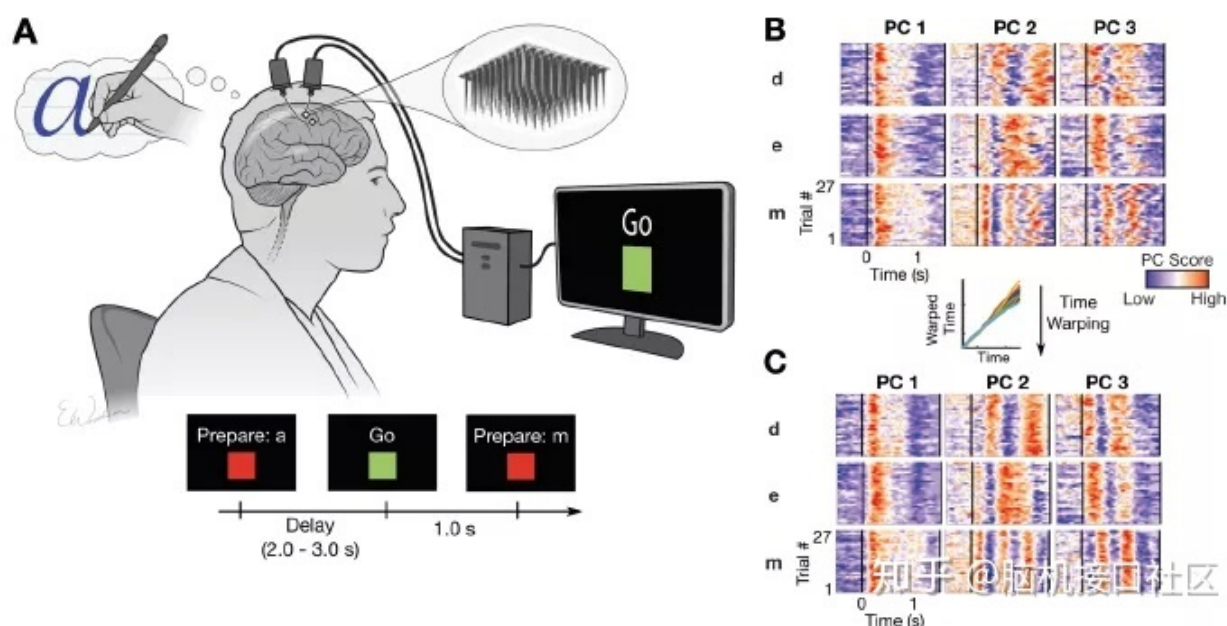 A
a
Go
Prepare: a
Go
Prepare: m
Delay
(2.0 - 3.0 s)
1.0 s
B
PC 1
PC 2
PC 3
d
e
m
Trial #
27
1
0
1
Time (s)
PC Score
Low
High
Warped
Time
Time
Time
Warping
C
PC 1
PC 2
PC 3
d
e
m
Trial #
27
1
0
1
Time (s)
知乎 @脑机接口社区